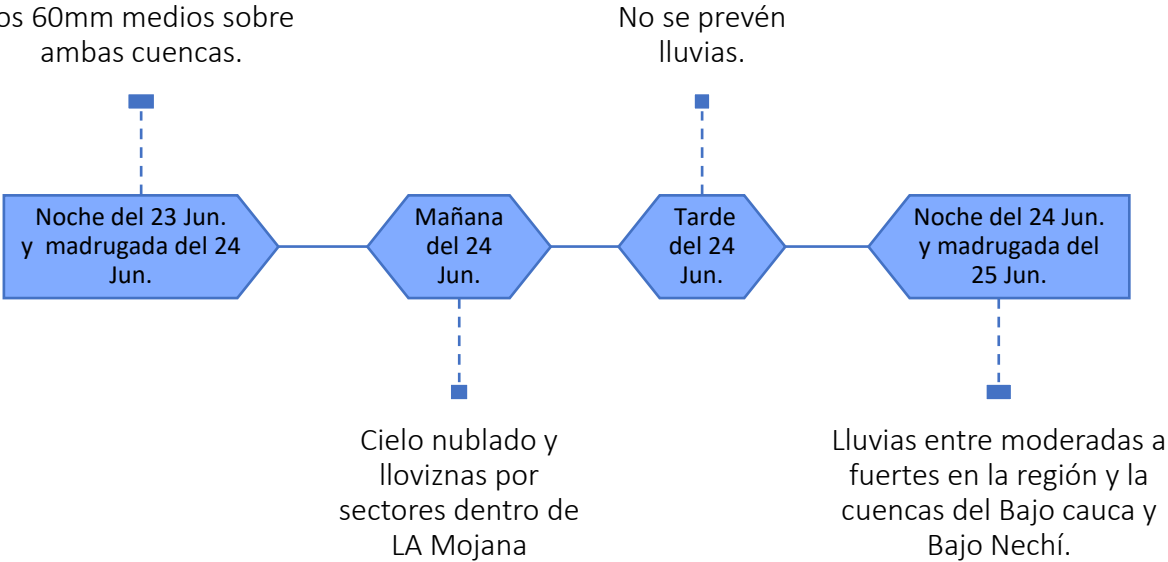 60mm medios sobre
ambas cuencas.
No se prevén
lluvias.
Noche del 23 Jun.
y madrugada del 24
Jun.
Mañana
del 24
Jun.
Tarde
del 24
Jun.
Noche del 24 Jun.
y madrugada del
25 Jun.
Cielo nublado y
lloviznas por
sectores dentro de
LA Mojana
Lluvias entre moderadas a
fuertes en la región y la
cuencas del Bajo cauca y
Bajo Nechí.